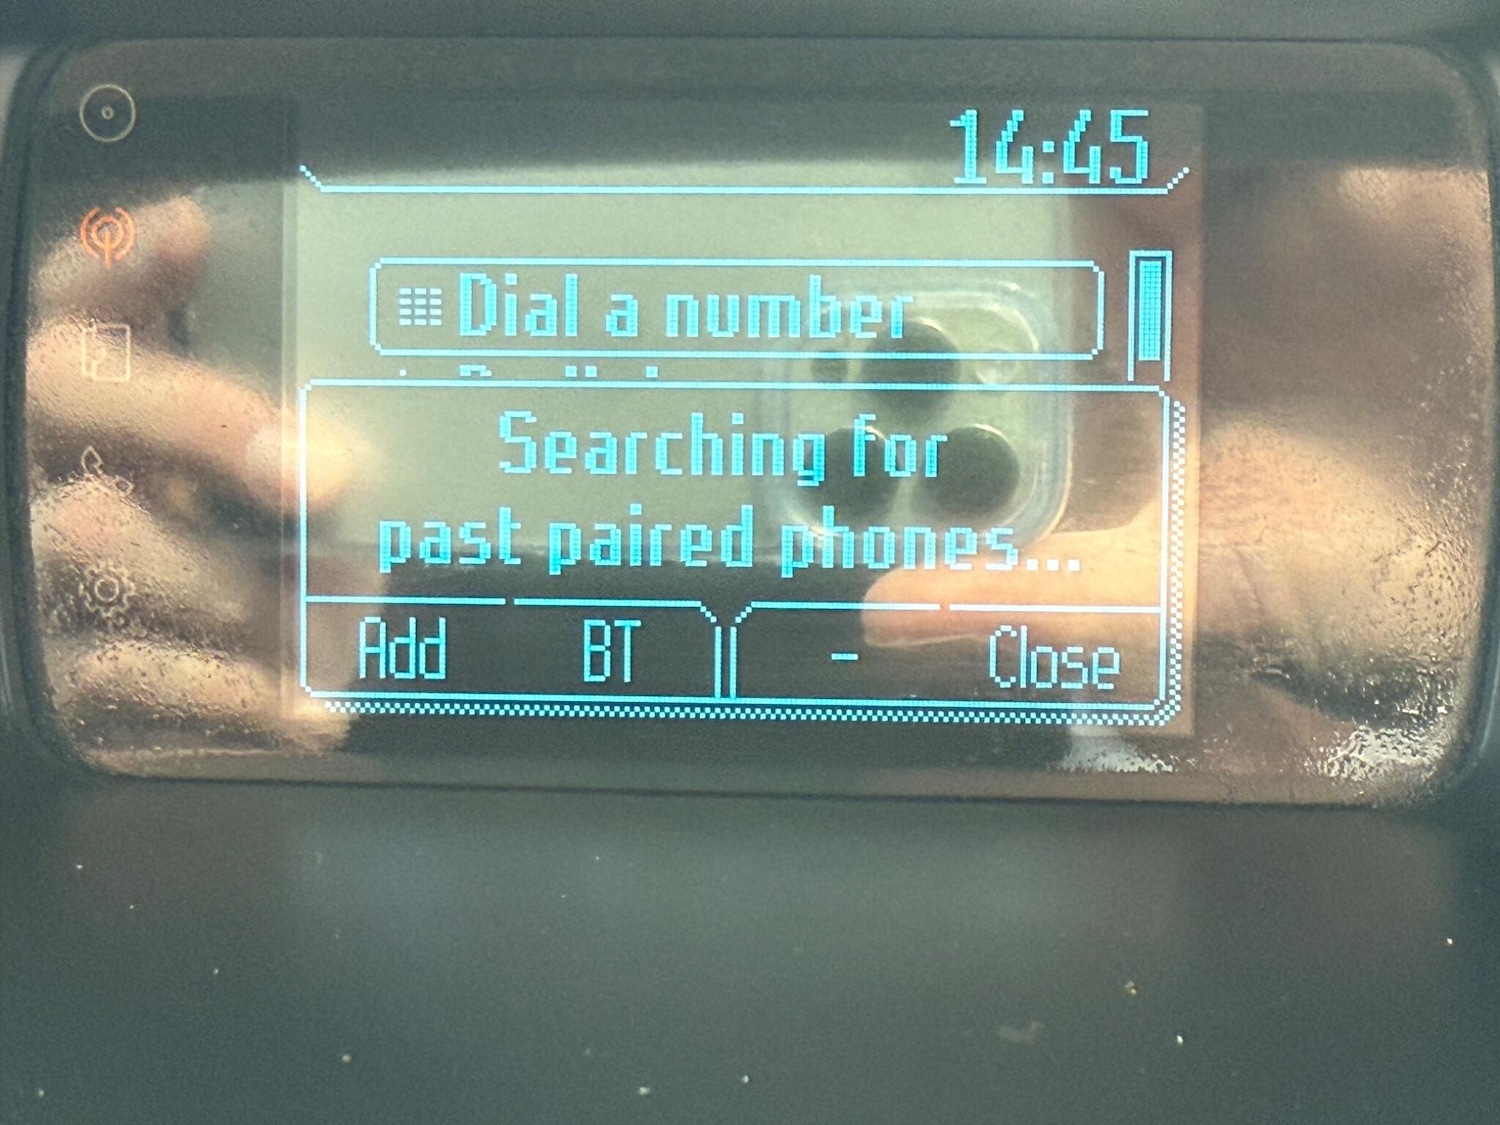 14:45
Dial a number
Searching for
past paired phones...
Add BT - Close